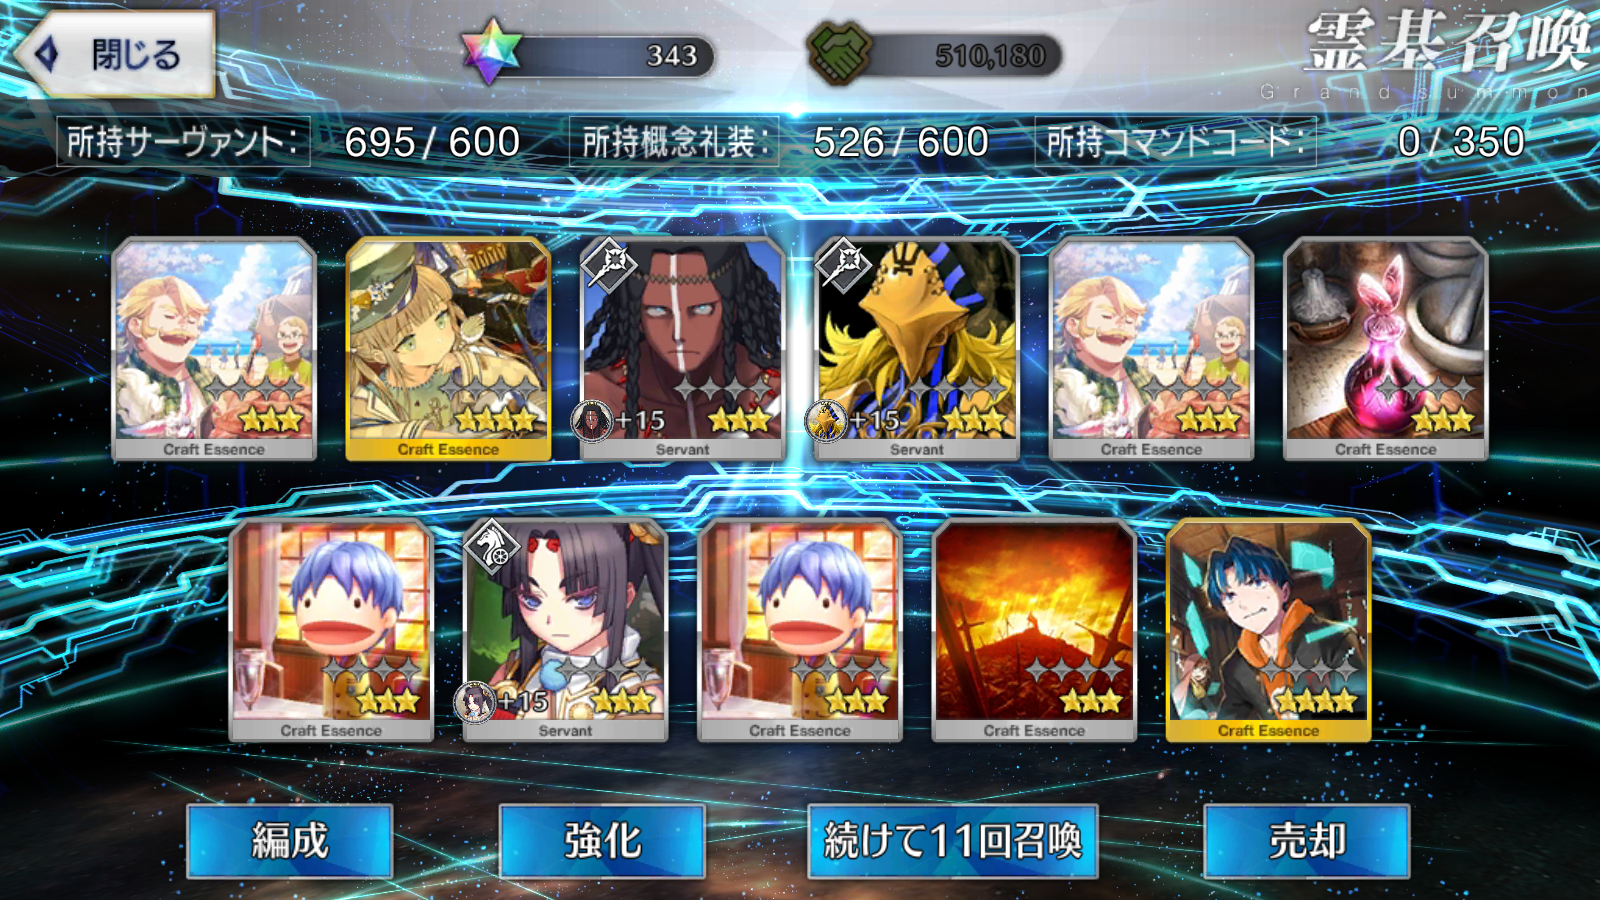 閉じる
343
510,180
霊基召喚
Grand summon
所持サーヴァント: 695/ 600
所持概念礼装: 526/ 600
所持コマンドコード: 0/ 350
+15
+15
Craft Essence
Craft Essence
Servant
Servant
Craft Essence
Craft Essence
+15
Craft Essence
Servant
Craft Essence
Craft Essence
Craft Essence
編成
強化
続けて11回召喚
売却